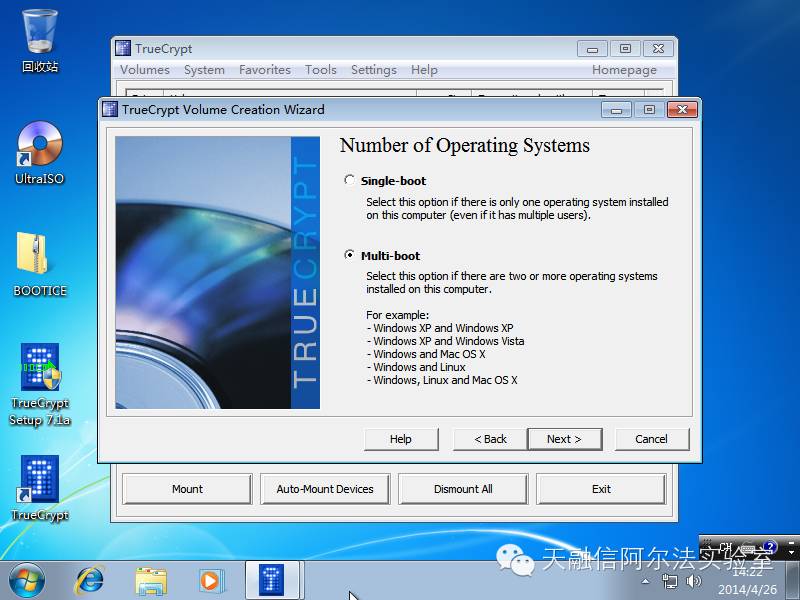 回收站
UltraISO
BOOTICE
TrueCrypt
Setup 7.1a
TrueCrypt
TrueCrypt
Volumes System Favorites Tools Settings Help Homepage
TrueCrypt Volume Creation Wizard
TRUECRYPT
Number of Operating Systems
Single-boot
Select this option if there is only one operating system installed
on this computer (even if it has multiple users).
Multi-boot
Select this option if there are two or more operating systems
installed on this computer.
For example:
- Windows XP and Windows XP
- Windows XP and Windows Vista
- Windows and Mac OS X
- Windows and Linux
- Windows, Linux and Mac OS X
Help < Back Next > Cancel
Mount Auto-Mount Devices Dismount All Exit
CH
天融信阿尔法实验室
14:22
2014/4/26